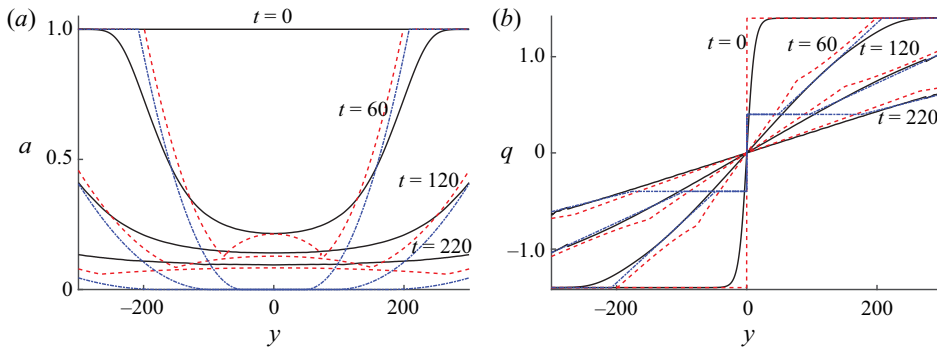 (a) t = 0
1.0
t = 60
a 0.5
t = 120
t = 220
0
−200 0 200
y
(b)
1.0 t = 0 t = 60 t = 120
q 0
t = 220
−1.0
−200 0 200
y